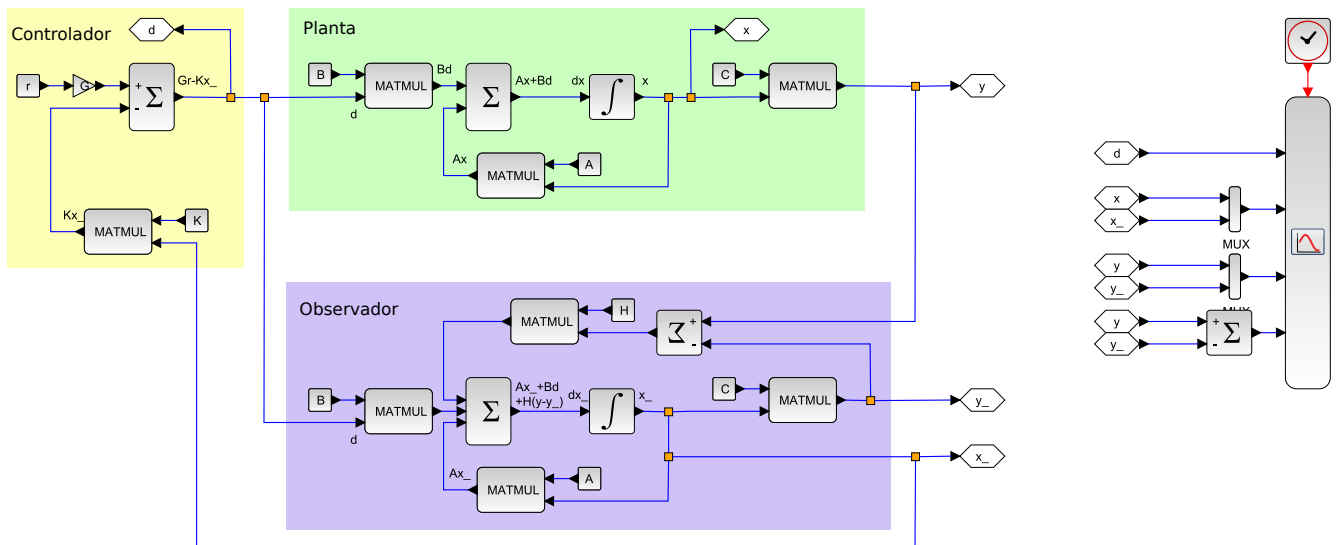 Controlador
d
r
G
+
-
Σ
Gr-Kx_
Kx_
MATMUL
K
Planta
x
B
MATMUL
Bd
d
Σ
Ax+Bd
dx
∫
x
C
MATMUL
y
Ax
MATMUL
A
Observador
MATMUL
H
Σ
+
-
B
MATMUL
d
Σ
Ax_+Bd
+H(y-y_)
dx_
∫
x_
C
MATMUL
y_
x_
Ax_
MATMUL
A
d
x
x_
MUX
y
y_
MUX
y
y_
+
-
Σ